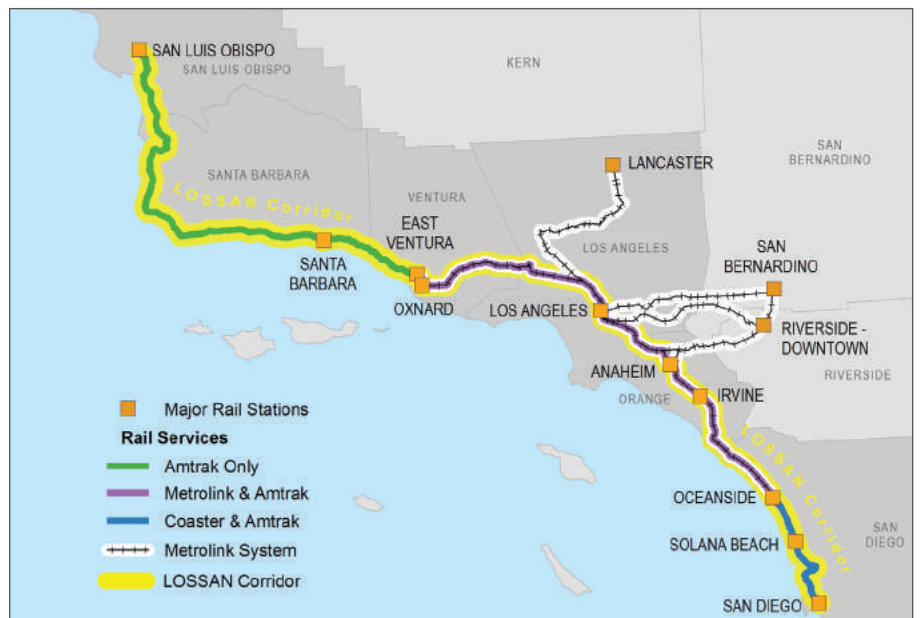 SAN LUIS OBISPO
SAN LUIS OBISPO
KERN
SAN
BERNARDINO
LANCASTER
SANTA BARBARA
LOSSAN Corridor
VENTURA
EAST
VENTURA
LOS ANGELES
SAN
BERNARDINO
SANTA
BARBARA
OXNARD
LOS ANGELES
RIVERSIDE -
DOWNTOWN
ANAHEIM
RIVERSIDE
IRVINE
ORANGE
LOSSAN Corridor
OCEANSIDE
SAN
DIEGO
SOLANA BEACH
SAN DIEGO
Major Rail Stations
Rail Services
Amtrak Only
Metrolink & Amtrak
Coaster & Amtrak
Metrolink System
LOSSAN Corridor